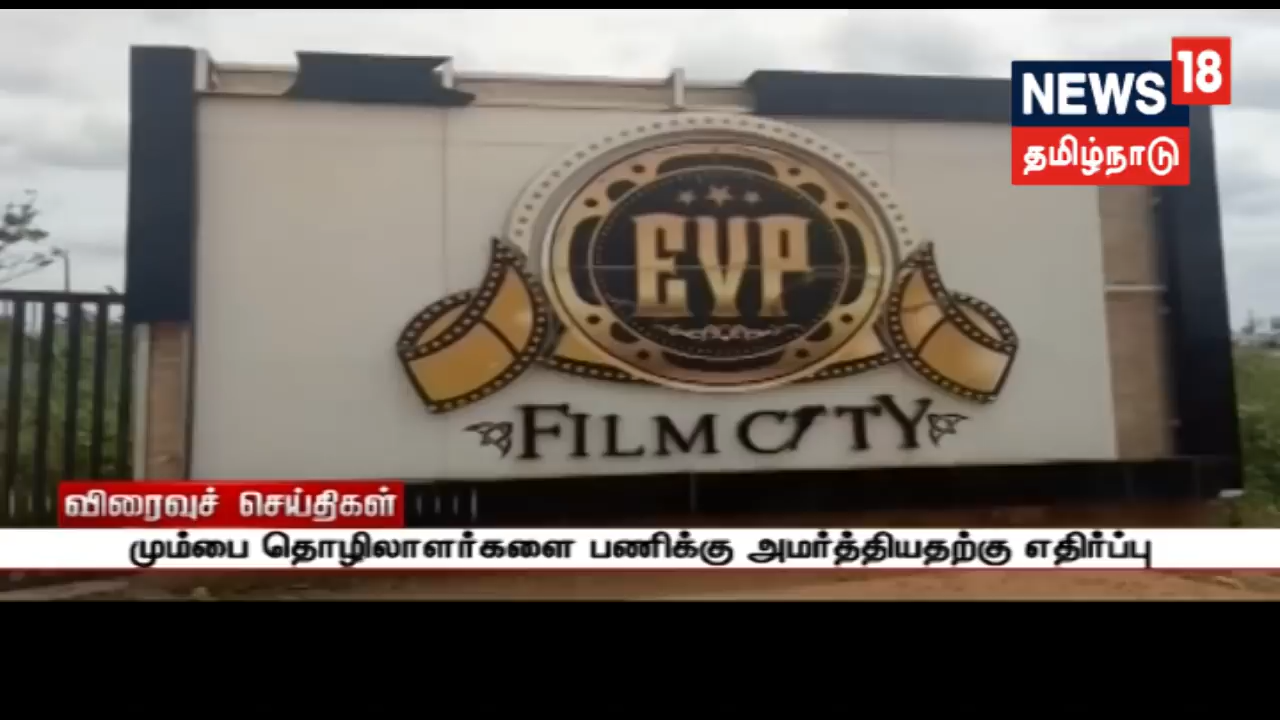 NEWS 18
தமிழ்நாடு
EVP
FILM CITY
விரைவுச் செய்திகள்
மும்பை தொழிலாளர்களை பணிக்கு அமர்த்தியதற்கு எதிர்ப்பு